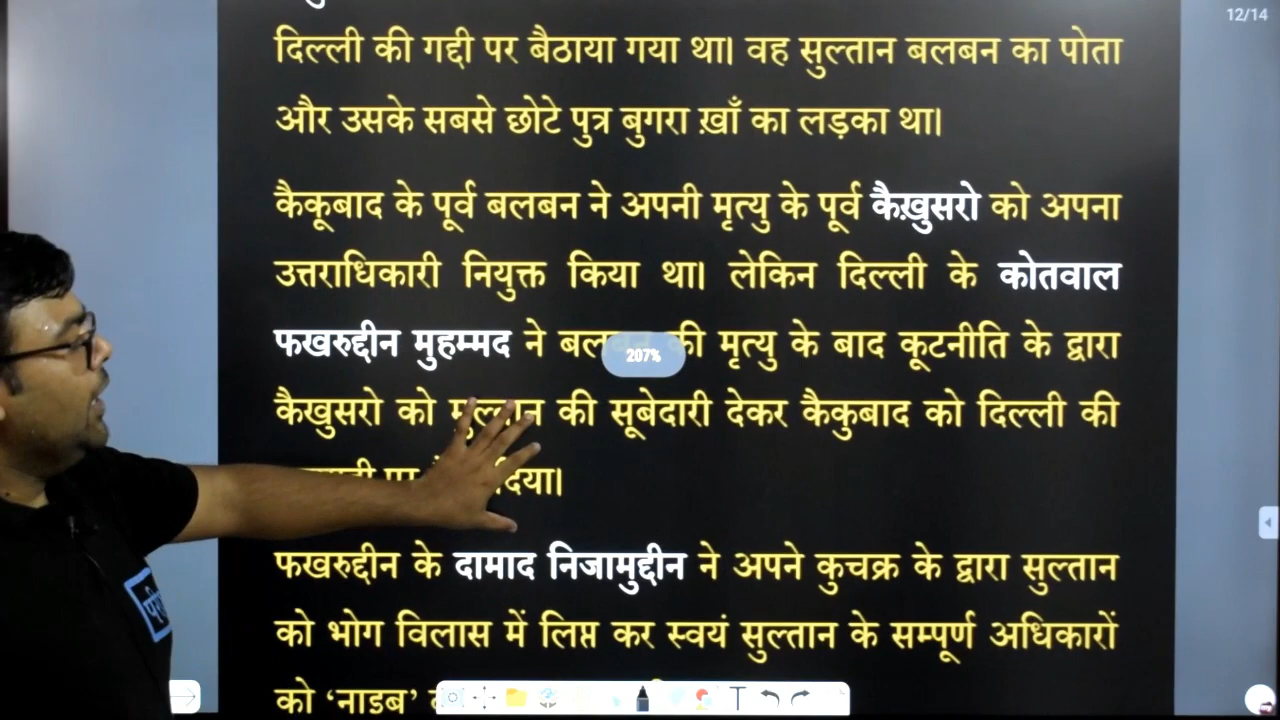 12/14
दिल्ली की गद्दी पर बैठाया गया था। वह सुल्तान बलबन का पोता
और उसके सबसे छोटे पुत्र बुगरा ख़ाँ का लड़का था।
कैकूबाद के पूर्व बलबन ने अपनी मृत्यु के पूर्व कैख़ुसरो को अपना
उत्तराधिकारी नियुक्त किया था। लेकिन दिल्ली के कोतवाल
फखरुद्दीन मुहम्मद ने की मृत्यु के बाद कूटनीति के द्वारा
207%
कैखुसरो को मुल्तान की सूबेदारी देकर कैकुबाद को दिल्ली की
दिया।
फखरुद्दीन के दामाद निजामुद्दीन ने अपने कुचक्र के द्वारा सुल्तान
को भोग विलास में लिप्त कर स्वयं सुल्तान के सम्पूर्ण अधिकारों
को ‘नाइब’